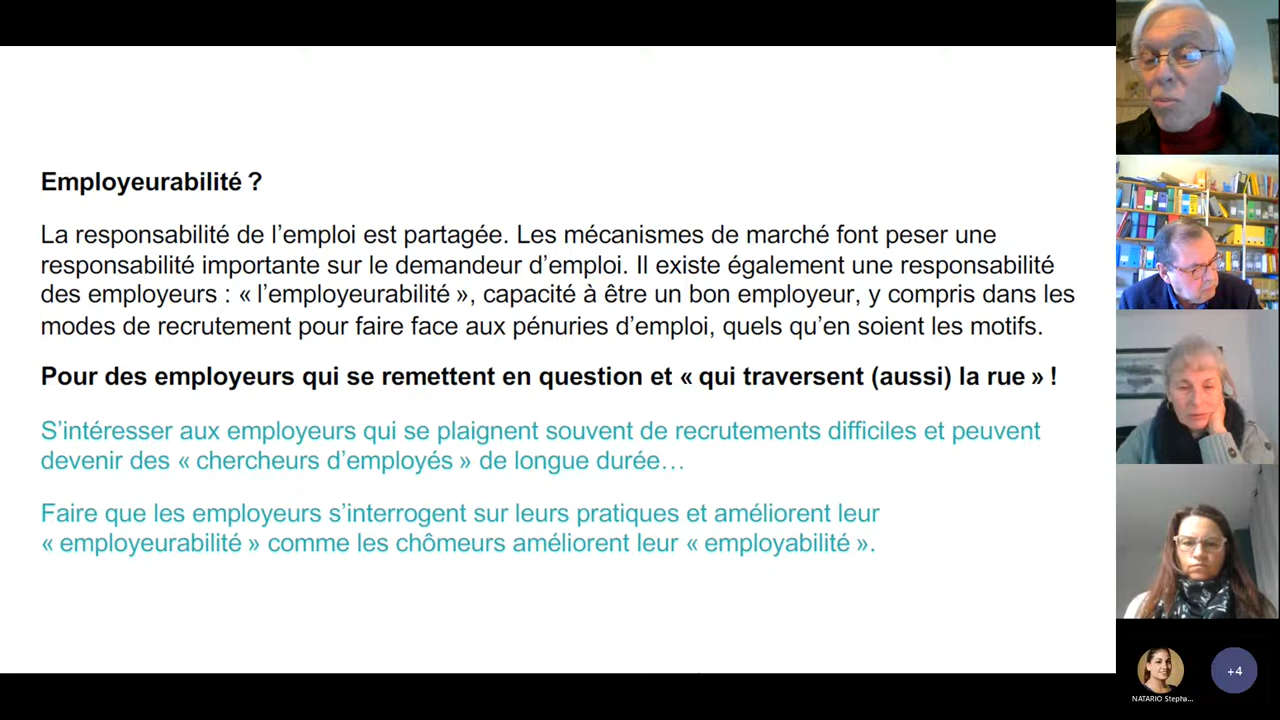 Employeurabilité ?
La responsabilité de l’emploi est partagée. Les mécanismes de marché font peser une
responsabilité importante sur le demandeur d’emploi. Il existe également une responsabilité
des employeurs : « l’employeurabilité », capacité à être un bon employeur, y compris dans les
modes de recrutement pour faire face aux pénuries d’emploi, quels qu’en soient les motifs.
Pour des employeurs qui se remettent en question et « qui traversent (aussi) la rue » !
S’intéresser aux employeurs qui se plaignent souvent de recrutements difficiles et peuvent
devenir des « chercheurs d’employés » de longue durée…
Faire que les employeurs s’interrogent sur leurs pratiques et améliorent leur
« employeurabilité » comme les chômeurs améliorent leur « employabilité ».
NATARIO Stepha...
+4